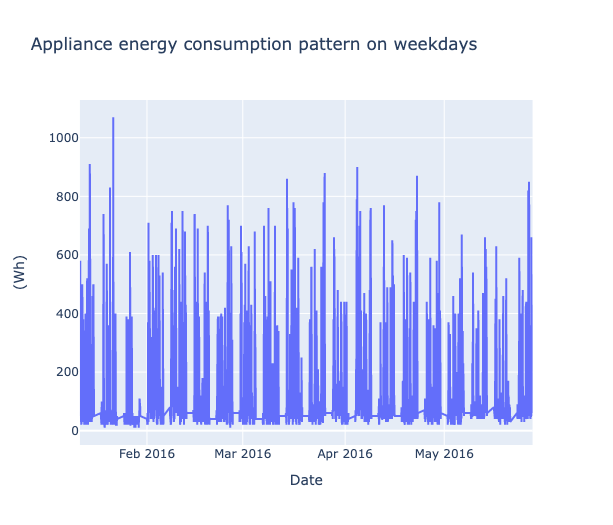 Appliance energy consumption pattern on weekdays
1000
800
600
400
200
0
(Wh)
Feb 2016
Mar 2016
Apr 2016
May 2016
Date